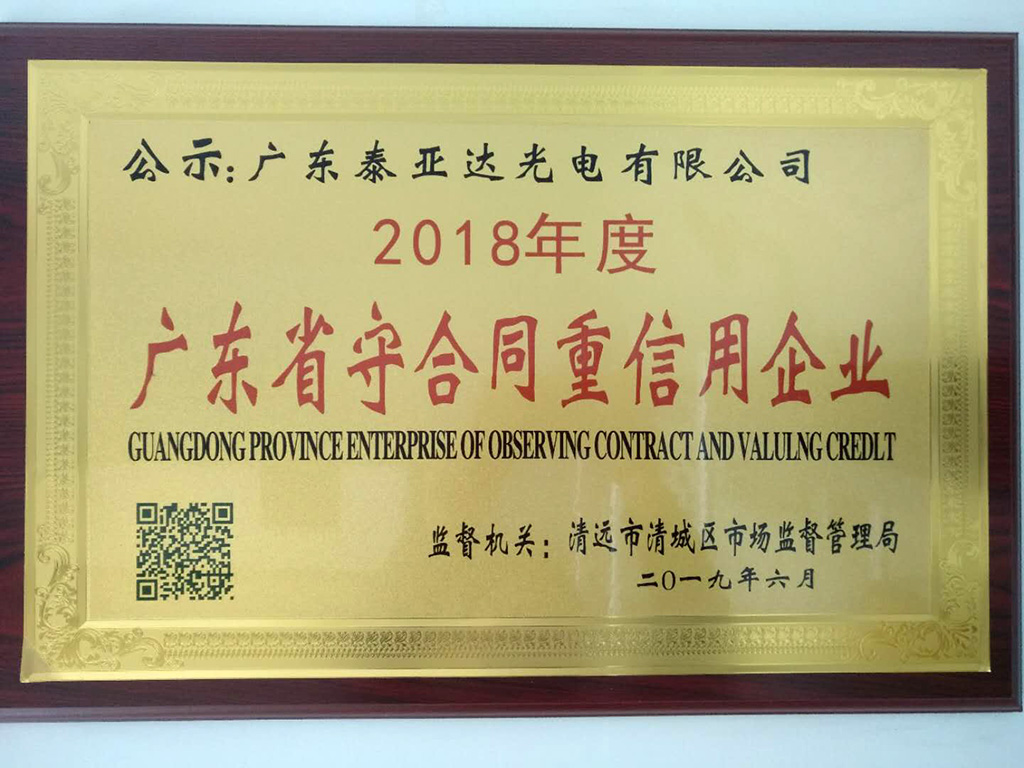 公示:广东泰亚达光电有限公司
2018年度
广东省守合同重信用企业
GUANGDONG PROVINCE ENTERPRISE OF OBSERVING CONTRACT AND VALULNG CREDLT
监督机关:清远市清城区市场监督管理局
二0一九年六月